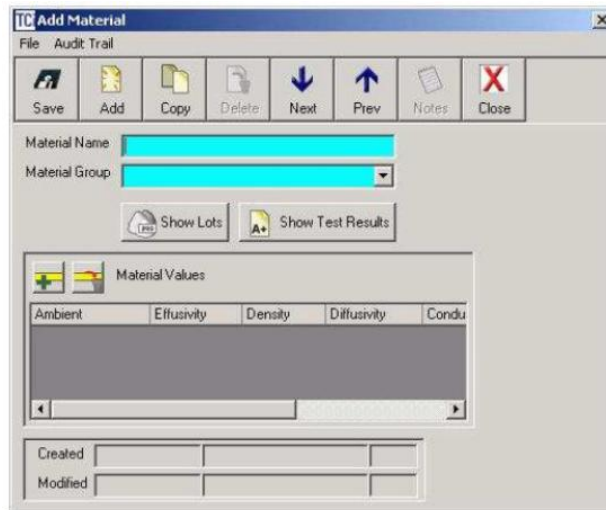 TC Add Material
File Audit Trail
Save Add Copy Delete Next Prev Notes Close
Material Name
Material Group
Show Lots A+ Show Test Results
Material Values
Ambient Effusivity Density Diffusivity Condu
Created
Modified